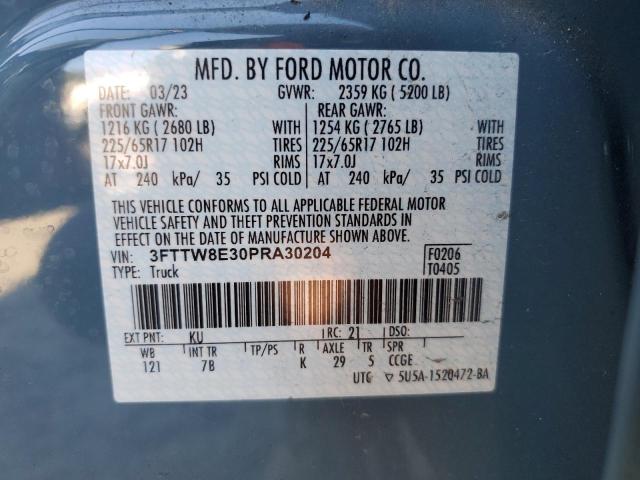 MFD. BY FORD MOTOR CO.
DATE: 03/23 GVWR: 2359 KG (5200 LB)
FRONT GAWR: REAR GAWR:
1216 KG (2680 LB) WITH 1254 KG (2765 LB) WITH
225/65R17 102H TIRES 225/65R17 102H TIRES
17x7.0J RIMS 17x7.0J RIMS
AT 240 kPa/ 35 PSI COLD AT 240 kPa/ 35 PSI COLD
THIS VEHICLE CONFORMS TO ALL APPLICABLE FEDERAL MOTOR
VEHICLE SAFETY AND THEFT PREVENTION STANDARDS IN
EFFECT ON THE DATE OF MANUFACTURE SHOWN ABOVE.
VIN: 3FTTW8E30PRA30204 F0206
TYPE: Truck T0405
EXT PNT: KU RC: 21 DSO:
WB INT TR TP/PS R AXLE TR SPR
121 7B K 29 5 CCGE
UTC ▽ 5U5A-1520472-BA